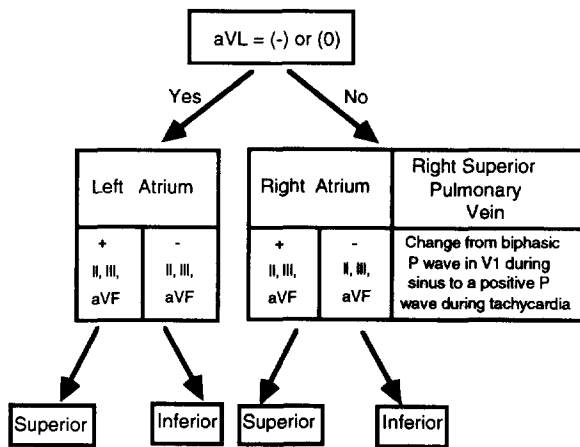 aVL = (-) or (0)
Yes
No
Left Atrium
Right Atrium
Right Superior
Pulmonary
Vein
+
II, III,
aVF
-
II, III,
aVF
+
II, III,
aVF
-
II, III,
aVF
Change from biphasic
P wave in V1 during
sinus to a positive P
wave during tachycardia
Superior
Inferior
Superior
Inferior